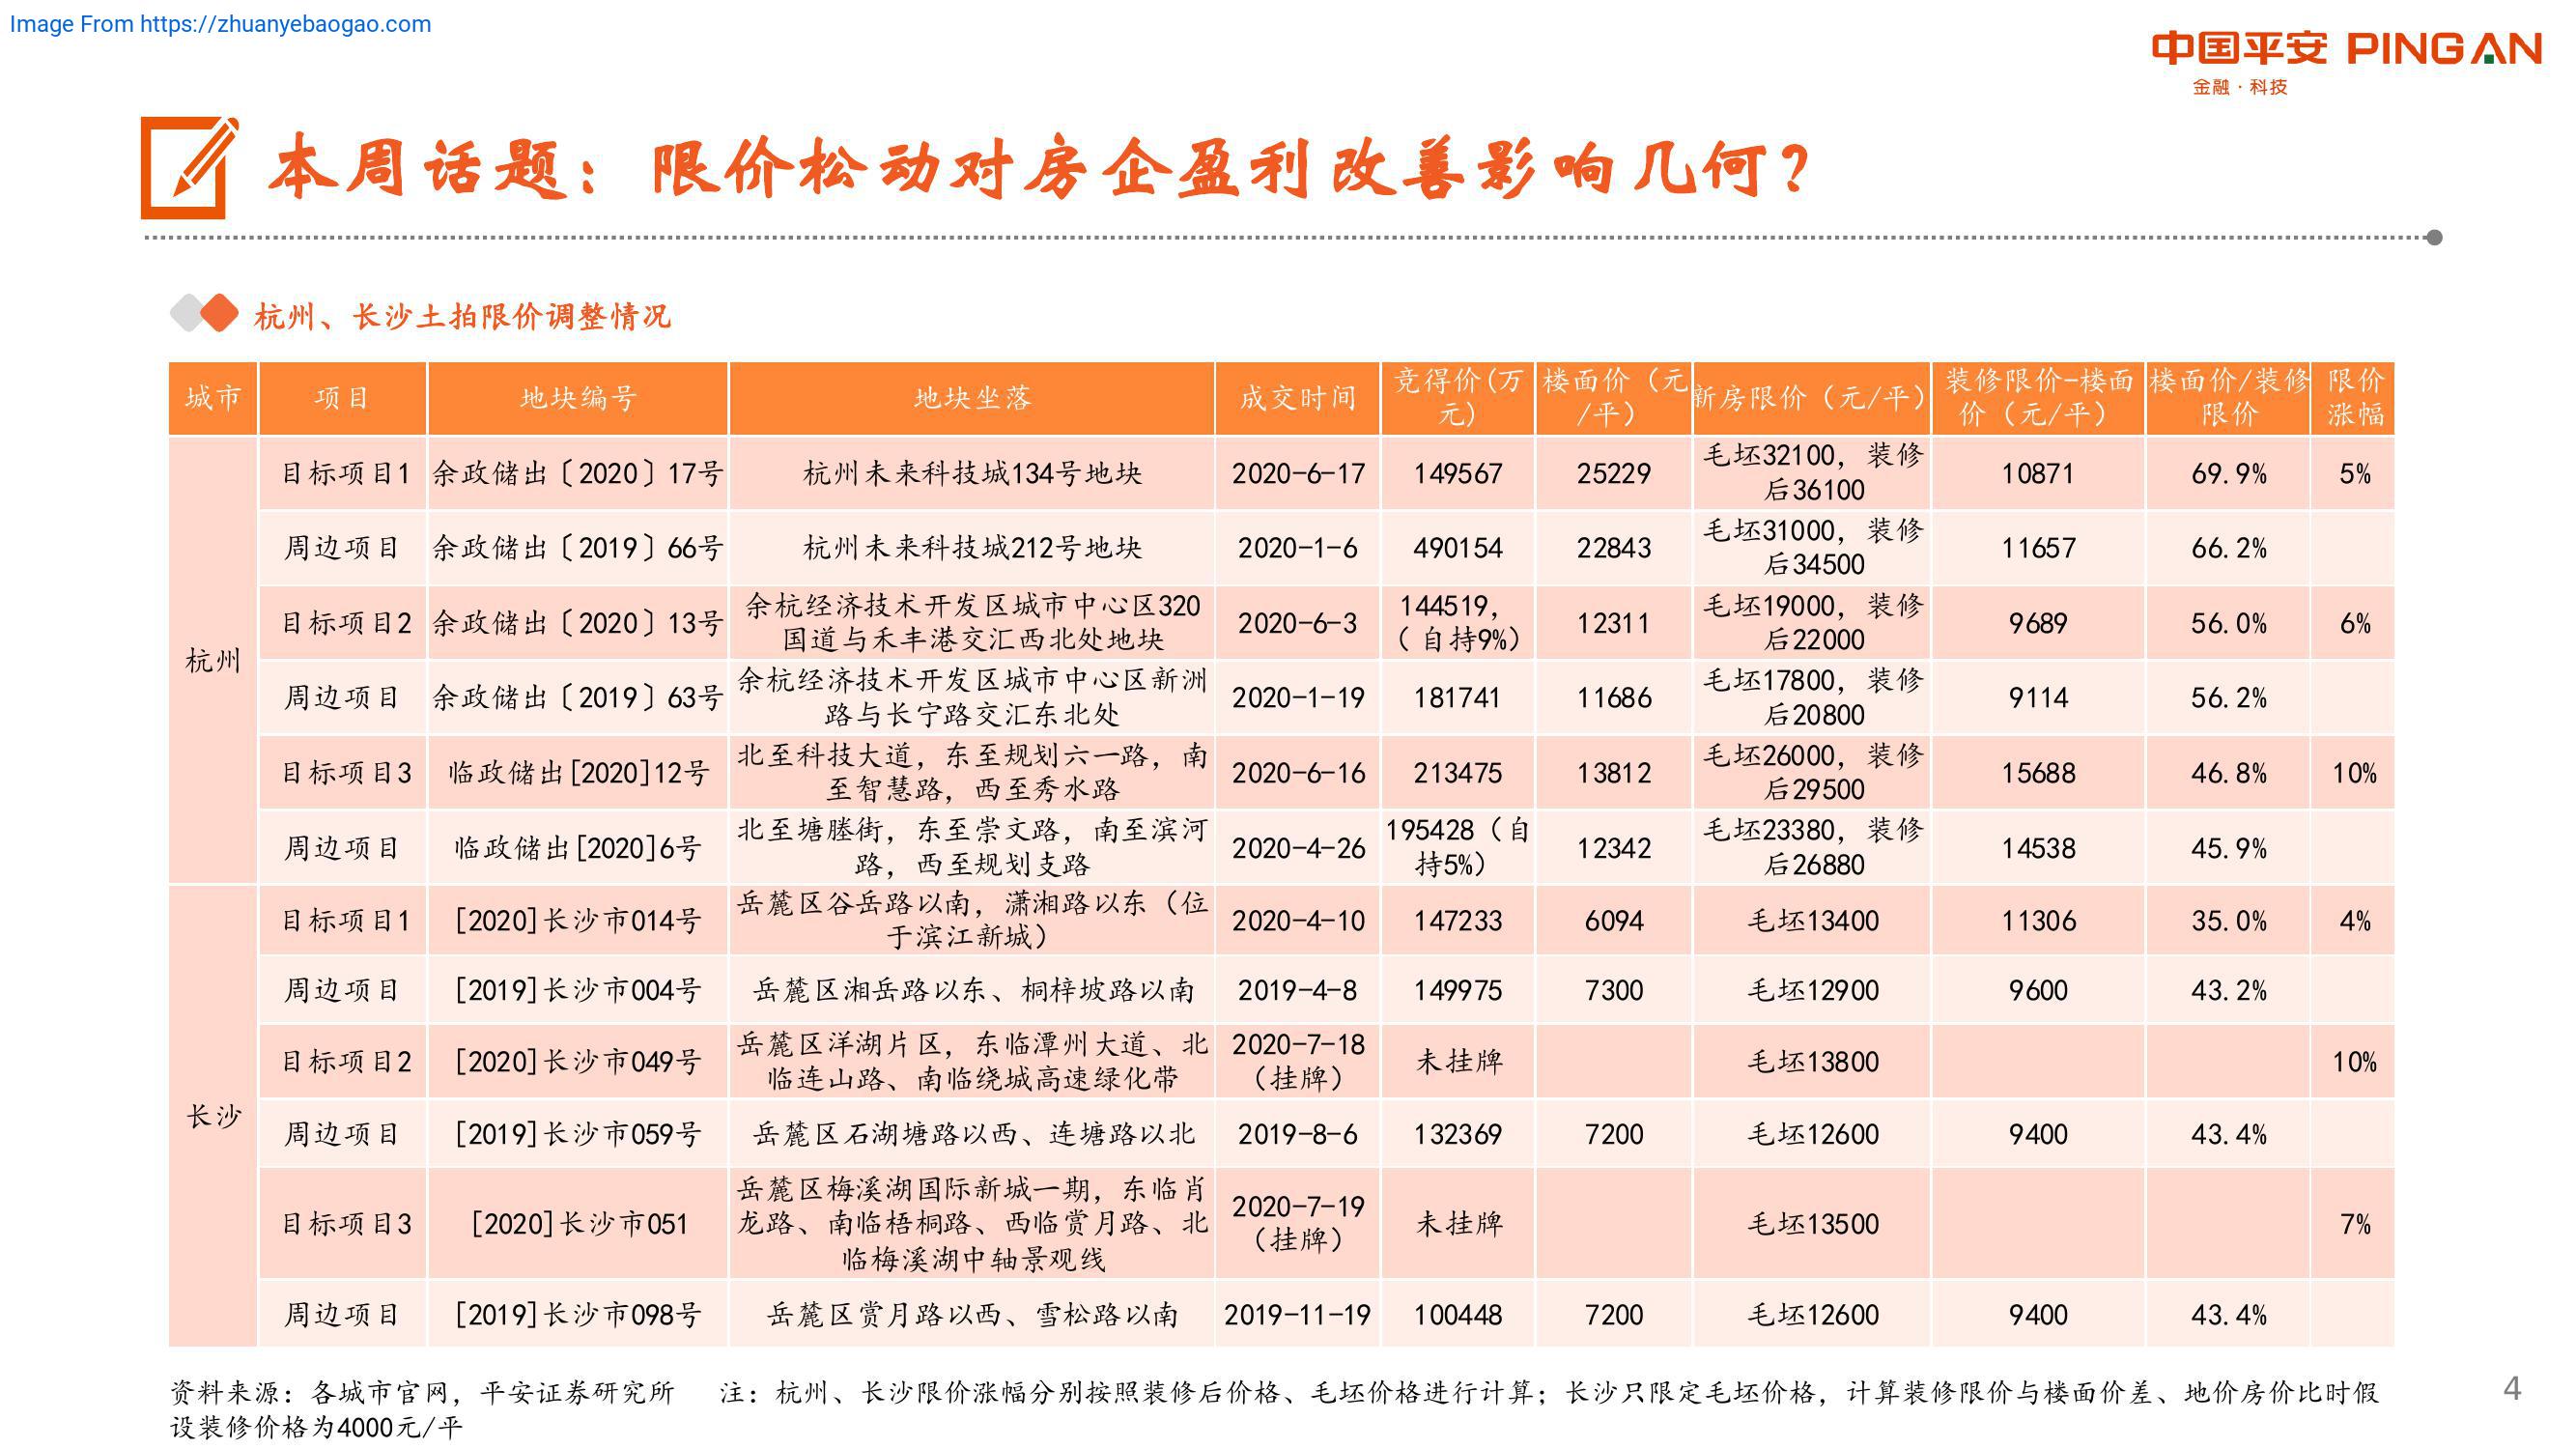 Image From https://zhuanyebaogao.com
中国平安 PINGAN
金融·科技
本周话题：限价松动对房企盈利改善影响几何？
杭州、长沙土拍限价调整情况
城市 项目 地块编号 地块坐落 成交时间 竞得价(万元) 楼面价（元/平） 新房限价（元/平） 装修限价-楼面价（元/平） 楼面价/装修限价 限价涨幅
杭州
目标项目1 余政储出〔2020〕17号 杭州未来科技城134号地块 2020-6-17 149567 25229 毛坯32100，装修后36100 10871 69.9% 5%
周边项目 余政储出〔2019〕66号 杭州未来科技城212号地块 2020-1-6 490154 22843 毛坯31000，装修后34500 11657 66.2%
目标项目2 余政储出〔2020〕13号 余杭经济技术开发区城市中心区320国道与禾丰港交汇西北处地块 2020-6-3 144519，（自持9%） 12311 毛坯19000，装修后22000 9689 56.0% 6%
周边项目 余政储出〔2019〕63号 余杭经济技术开发区城市中心区新洲路与长宁路交汇东北处 2020-1-19 181741 11686 毛坯17800，装修后20800 9114 56.2%
目标项目3 临政储出[2020]12号 北至科技大道，东至规划六一路，南至智慧路，西至秀水路 2020-6-16 213475 13812 毛坯26000，装修后29500 15688 46.8% 10%
周边项目 临政储出[2020]6号 北至塘塍街，东至崇文路，南至滨河路，西至规划支路 2020-4-26 195428（自持5%） 12342 毛坯23380，装修后26880 14538 45.9%
长沙
目标项目1 [2020]长沙市014号 岳麓区谷岳路以南，潇湘路以东（位于滨江新城） 2020-4-10 147233 6094 毛坯13400 11306 35.0% 4%
周边项目 [2019]长沙市004号 岳麓区湘岳路以东、桐梓坡路以南 2019-4-8 149975 7300 毛坯12900 9600 43.2%
目标项目2 [2020]长沙市049号 岳麓区洋湖片区，东临潭州大道、北临连山路、南临绕城高速绿化带 2020-7-18（挂牌） 未挂牌 毛坯13800 10%
周边项目 [2019]长沙市059号 岳麓区石湖塘路以西、连塘路以北 2019-8-6 132369 7200 毛坯12600 9400 43.4%
目标项目3 [2020]长沙市051 岳麓区梅溪湖国际新城一期，东临肖龙路、南临梧桐路、西临赏月路、北临梅溪湖中轴景观线 2020-7-19（挂牌） 未挂牌 毛坯13500 7%
周边项目 [2019]长沙市098号 岳麓区赏月路以西、雪松路以南 2019-11-19 100448 7200 毛坯12600 9400 43.4%
资料来源：各城市官网，平安证券研究所 注：杭州、长沙限价涨幅分别按照装修后价格、毛坯价格进行计算；长沙只限定毛坯价格，计算装修限价与楼面价差、地价房价比时假
设装修价格为4000元/平
4